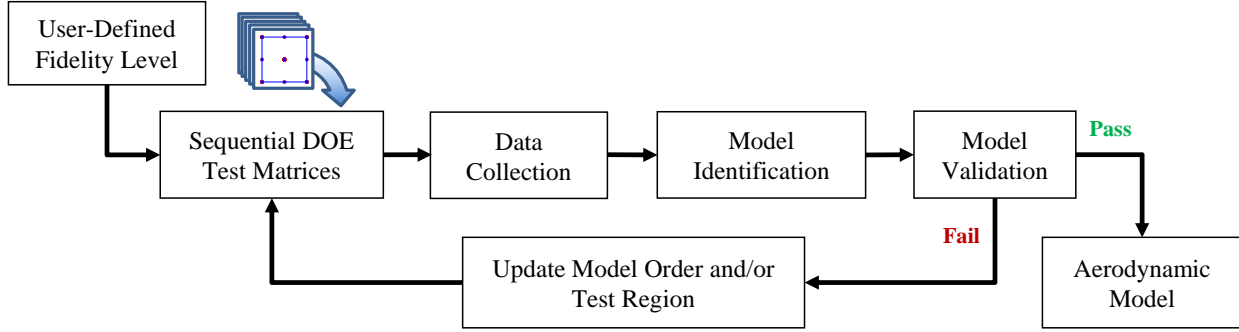 User-Defined
Fidelity Level
Sequential DOE
Test Matrices
Data
Collection
Model
Identification
Model
Validation
Pass
Fail
Update Model Order and/or
Test Region
Aerodynamic
Model